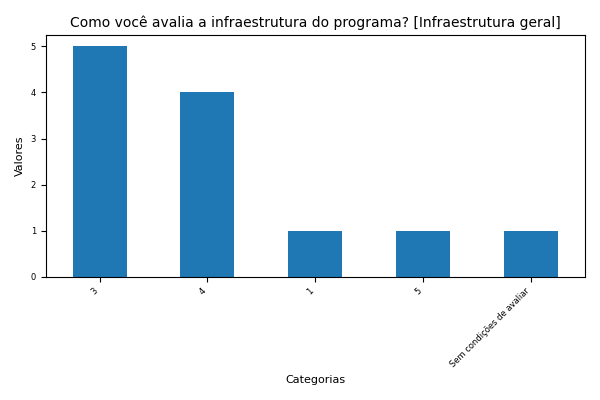 Como você avalia a infraestrutura do programa? [Infraestrutura geral]
Valores
5
4
3
2
1
0
3
4
1
5
Sem condições de avaliar
Categorias